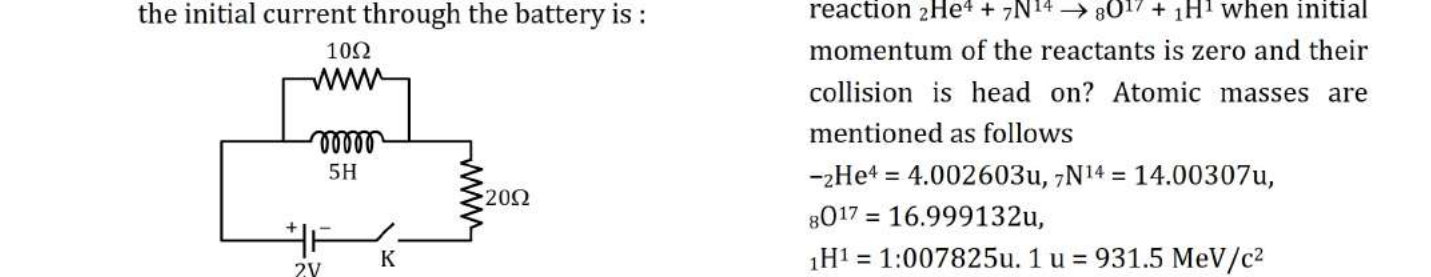 the initial current through the battery is :
10Ω
5H
20Ω
+ −
K
2V
reaction ₂He⁴ + ₇N¹⁴ → ₈O¹⁷ + ₁H¹ when initial
momentum of the reactants is zero and their
collision is head on? Atomic masses are
mentioned as follows
−₂He⁴ = 4.002603u, ₇N¹⁴ = 14.00307u,
₈O¹⁷ = 16.999132u,
₁H¹ = 1:007825u. 1 u = 931.5 MeV/c²